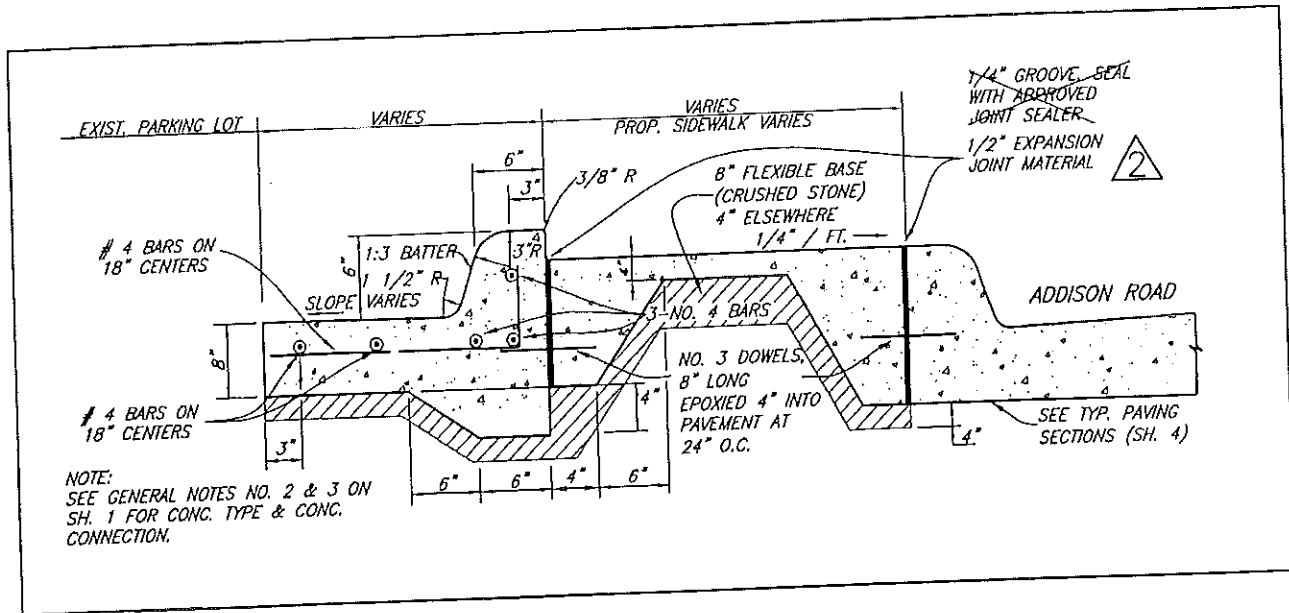 EXIST. PARKING LOT
VARIES
VARIES
PROP. SIDEWALK VARIES
1/4" GROOVE, SEAL
WITH APPROVED
JOINT SEALER
1/2" EXPANSION
JOINT MATERIAL
2
6"
3"
3/8" R
8" FLEXIBLE BASE
(CRUSHED STONE)
4" ELSEWHERE
1/4" / FT.
# 4 BARS ON
18" CENTERS
6"
1:3 BATTER
3"R
1 1/2" R
SLOPE VARIES
4"
ADDISON ROAD
3-NO. 4 BARS
8"
NO. 3 DOWELS,
8" LONG
EPOXIED 4" INTO
PAVEMENT AT
24" O.C.
# 4 BARS ON
18" CENTERS
3"
4"
4"
SEE TYP. PAVING
SECTIONS (SH. 4)
6"
6"
4"
6"
NOTE:
SEE GENERAL NOTES NO. 2 & 3 ON
SH. 1 FOR CONC. TYPE & CONC.
CONNECTION.